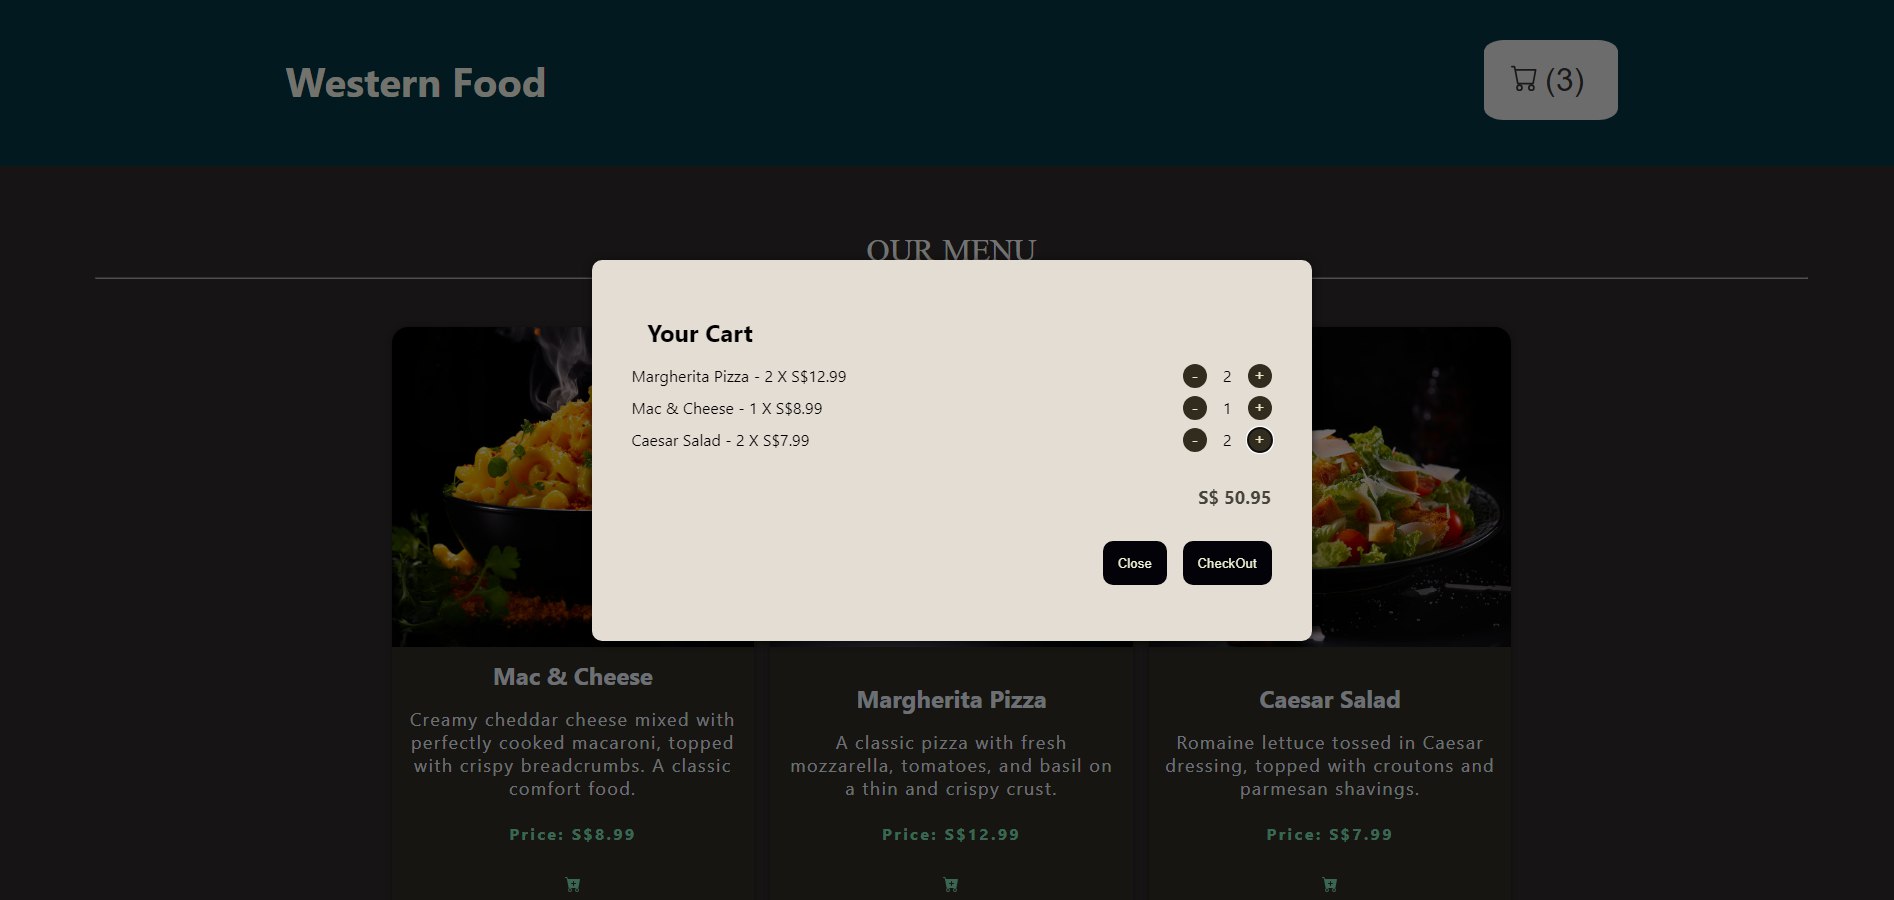 Western Food
(3)
OUR MENU
Your Cart
Margherita Pizza - 2 X S$12.99
- 2 +
Mac & Cheese - 1 X S$8.99
- 1 +
Caesar Salad - 2 X S$7.99
- 2 +
S$ 50.95
Close
CheckOut
Mac & Cheese
Creamy cheddar cheese mixed with
perfectly cooked macaroni, topped
with crispy breadcrumbs. A classic
comfort food.
Price: S$8.99
Margherita Pizza
A classic pizza with fresh
mozzarella, tomatoes, and basil on
a thin and crispy crust.
Price: S$12.99
Caesar Salad
Romaine lettuce tossed in Caesar
dressing, topped with croutons and
parmesan shavings.
Price: S$7.99